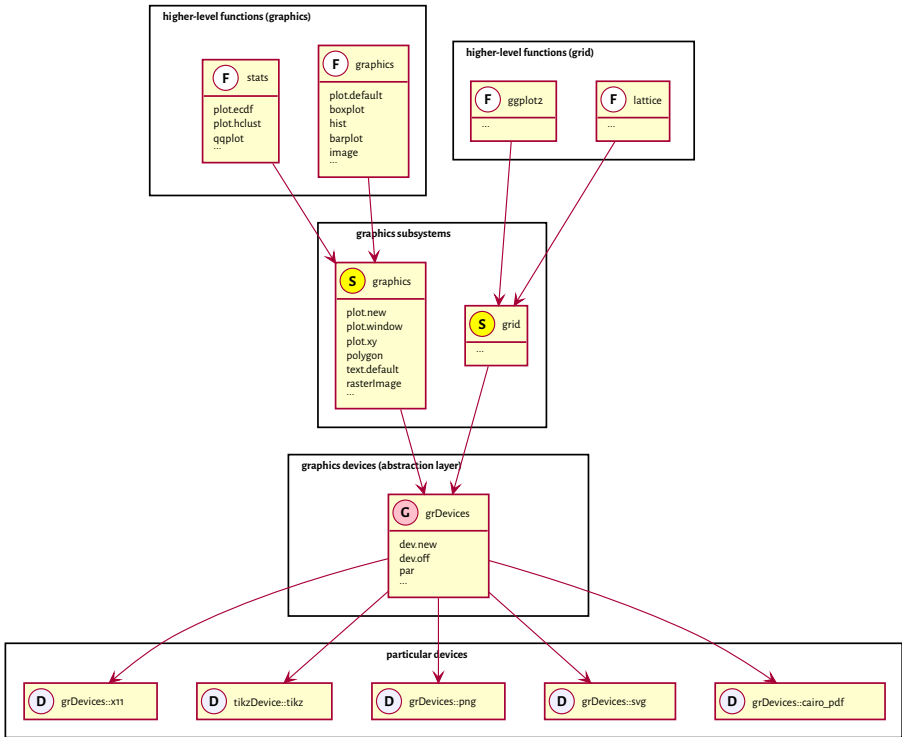 higher-level functions (graphics)
F stats
plot.ecdf
plot.hclust
qqplot
...
F graphics
plot.default
boxplot
hist
barplot
image
...
higher-level functions (grid)
F ggplot2
...
F lattice
...
graphics subsystems
S graphics
plot.new
plot.window
plot.xy
polygon
text.default
rasterImage
...
S grid
...
graphics devices (abstraction layer)
G grDevices
dev.new
dev.off
par
...
particular devices
D grDevices::x11
D tikzDevice::tikz
D grDevices::png
D grDevices::svg
D grDevices::cairo_pdf